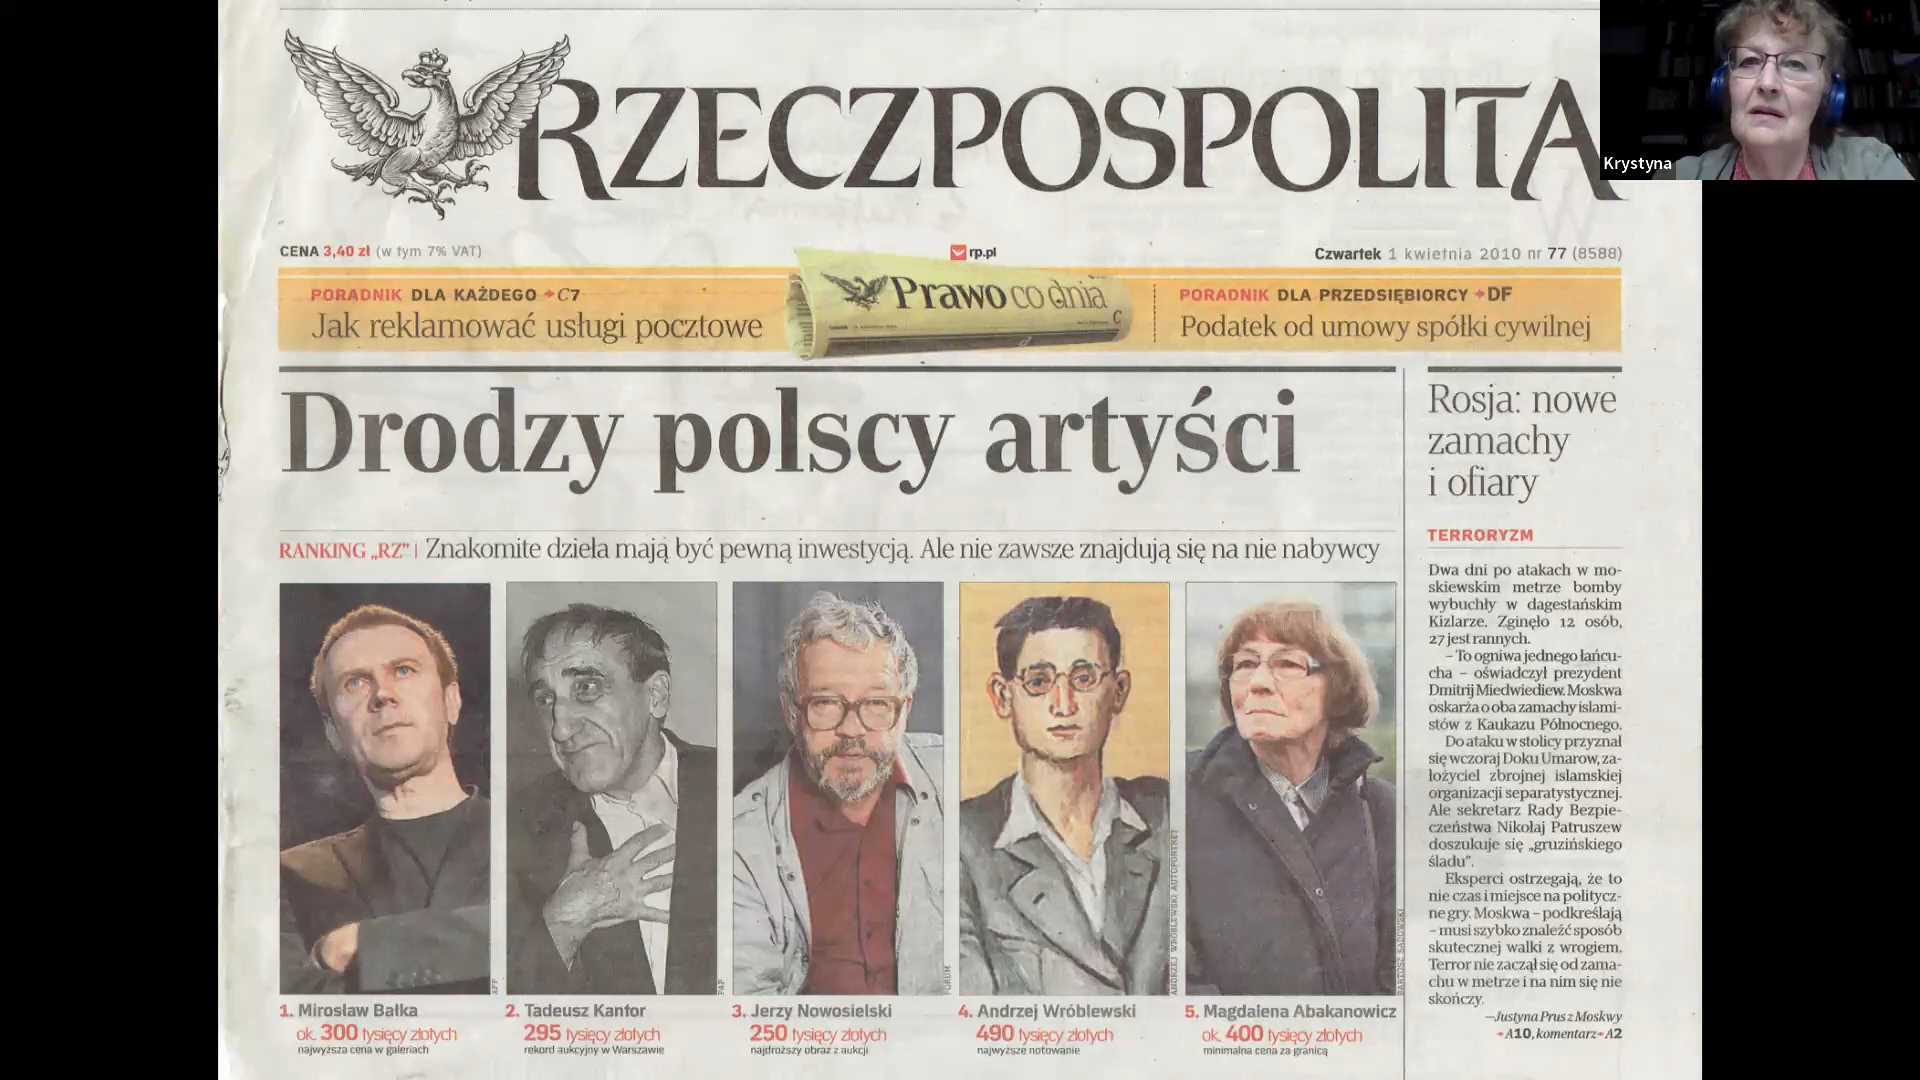 RZECZPOSPOLITA
Krystyna
CENA 3,40 zł (w tym 7% VAT)
rp.pl
Czwartek 1 kwietnia 2010 nr 77 (8588)
PORADNIK DLA KAŻDEGO → C7
Jak reklamować usługi pocztowe
Prawo co dnia
C
PORADNIK DLA PRZEDSIĘBIORCY → DF
Podatek od umowy spółki cywilnej
Drodzy polscy artyści
RANKING „RZ” | Znakomite dzieła mają być pewną inwestycją. Ale nie zawsze znajdują się na nie nabywcy
AFP
PAP
FORUM
ANDRZEJ WRÓBLEWSKI AUTOPORTRET
BARTOSZ SADOWSKI
1. Mirosław Bałka
ok. 300 tysięcy złotych
najwyższa cena w galeriach
2. Tadeusz Kantor
295 tysięcy złotych
rekord aukcyjny w Warszawie
3. Jerzy Nowosielski
250 tysięcy złotych
najdroższy obraz z aukcji
4. Andrzej Wróblewski
490 tysięcy złotych
najwyższe notowanie
5. Magdalena Abakanowicz
ok. 400 tysięcy złotych
minimalna cena za granicą
Rosja: nowe
zamachy
i ofiary
TERRORYZM
Dwa dni po atakach w mo-
skiewskim metrze bomby
wybuchły w dagestańskim
Kizlarze. Zginęło 12 osób,
27 jest rannych.
– To ogniwa jednego łańcu-
cha – oświadczył prezydent
Dmitrij Miedwiediew. Moskwa
oskarża o oba zamachy islami-
stów z Kaukazu Północnego.
Do ataku w stolicy przyznał
się wczoraj Doku Umarow, za-
łożyciel zbrojnej islamskiej
organizacji separatystycznej.
Ale sekretarz Rady Bezpie-
czeństwa Nikołaj Patruszew
doszukuje się „gruzińskiego
śladu”.
Eksperci ostrzegają, że to
nie czas i miejsce na politycz-
ne gry. Moskwa – podkreślają
– musi szybko znaleźć sposób
skutecznej walki z wrogiem.
Terror nie zaczął się od zama-
chu w metrze i na nim się nie
skończy.
—Justyna Prus z Moskwy
→ A10, komentarz → A2